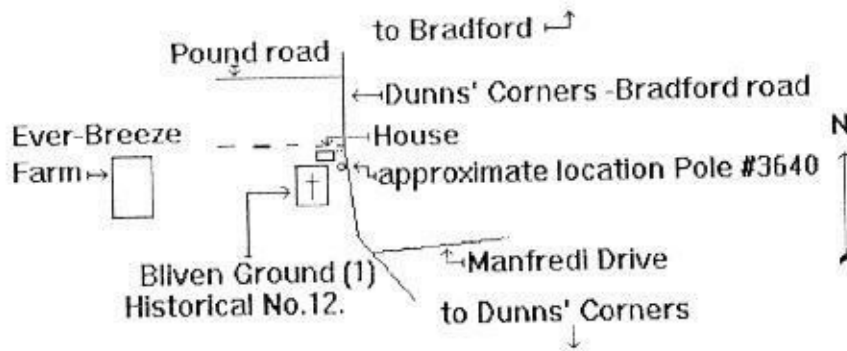 to Bradford
Pound road
Dunns' Corners -Bradford road
Ever-Breeze
Farm
House
N
approximate location Pole #3640
Bliven Ground (1)
Historical No.12.
Manfredi Drive
to Dunns' Corners